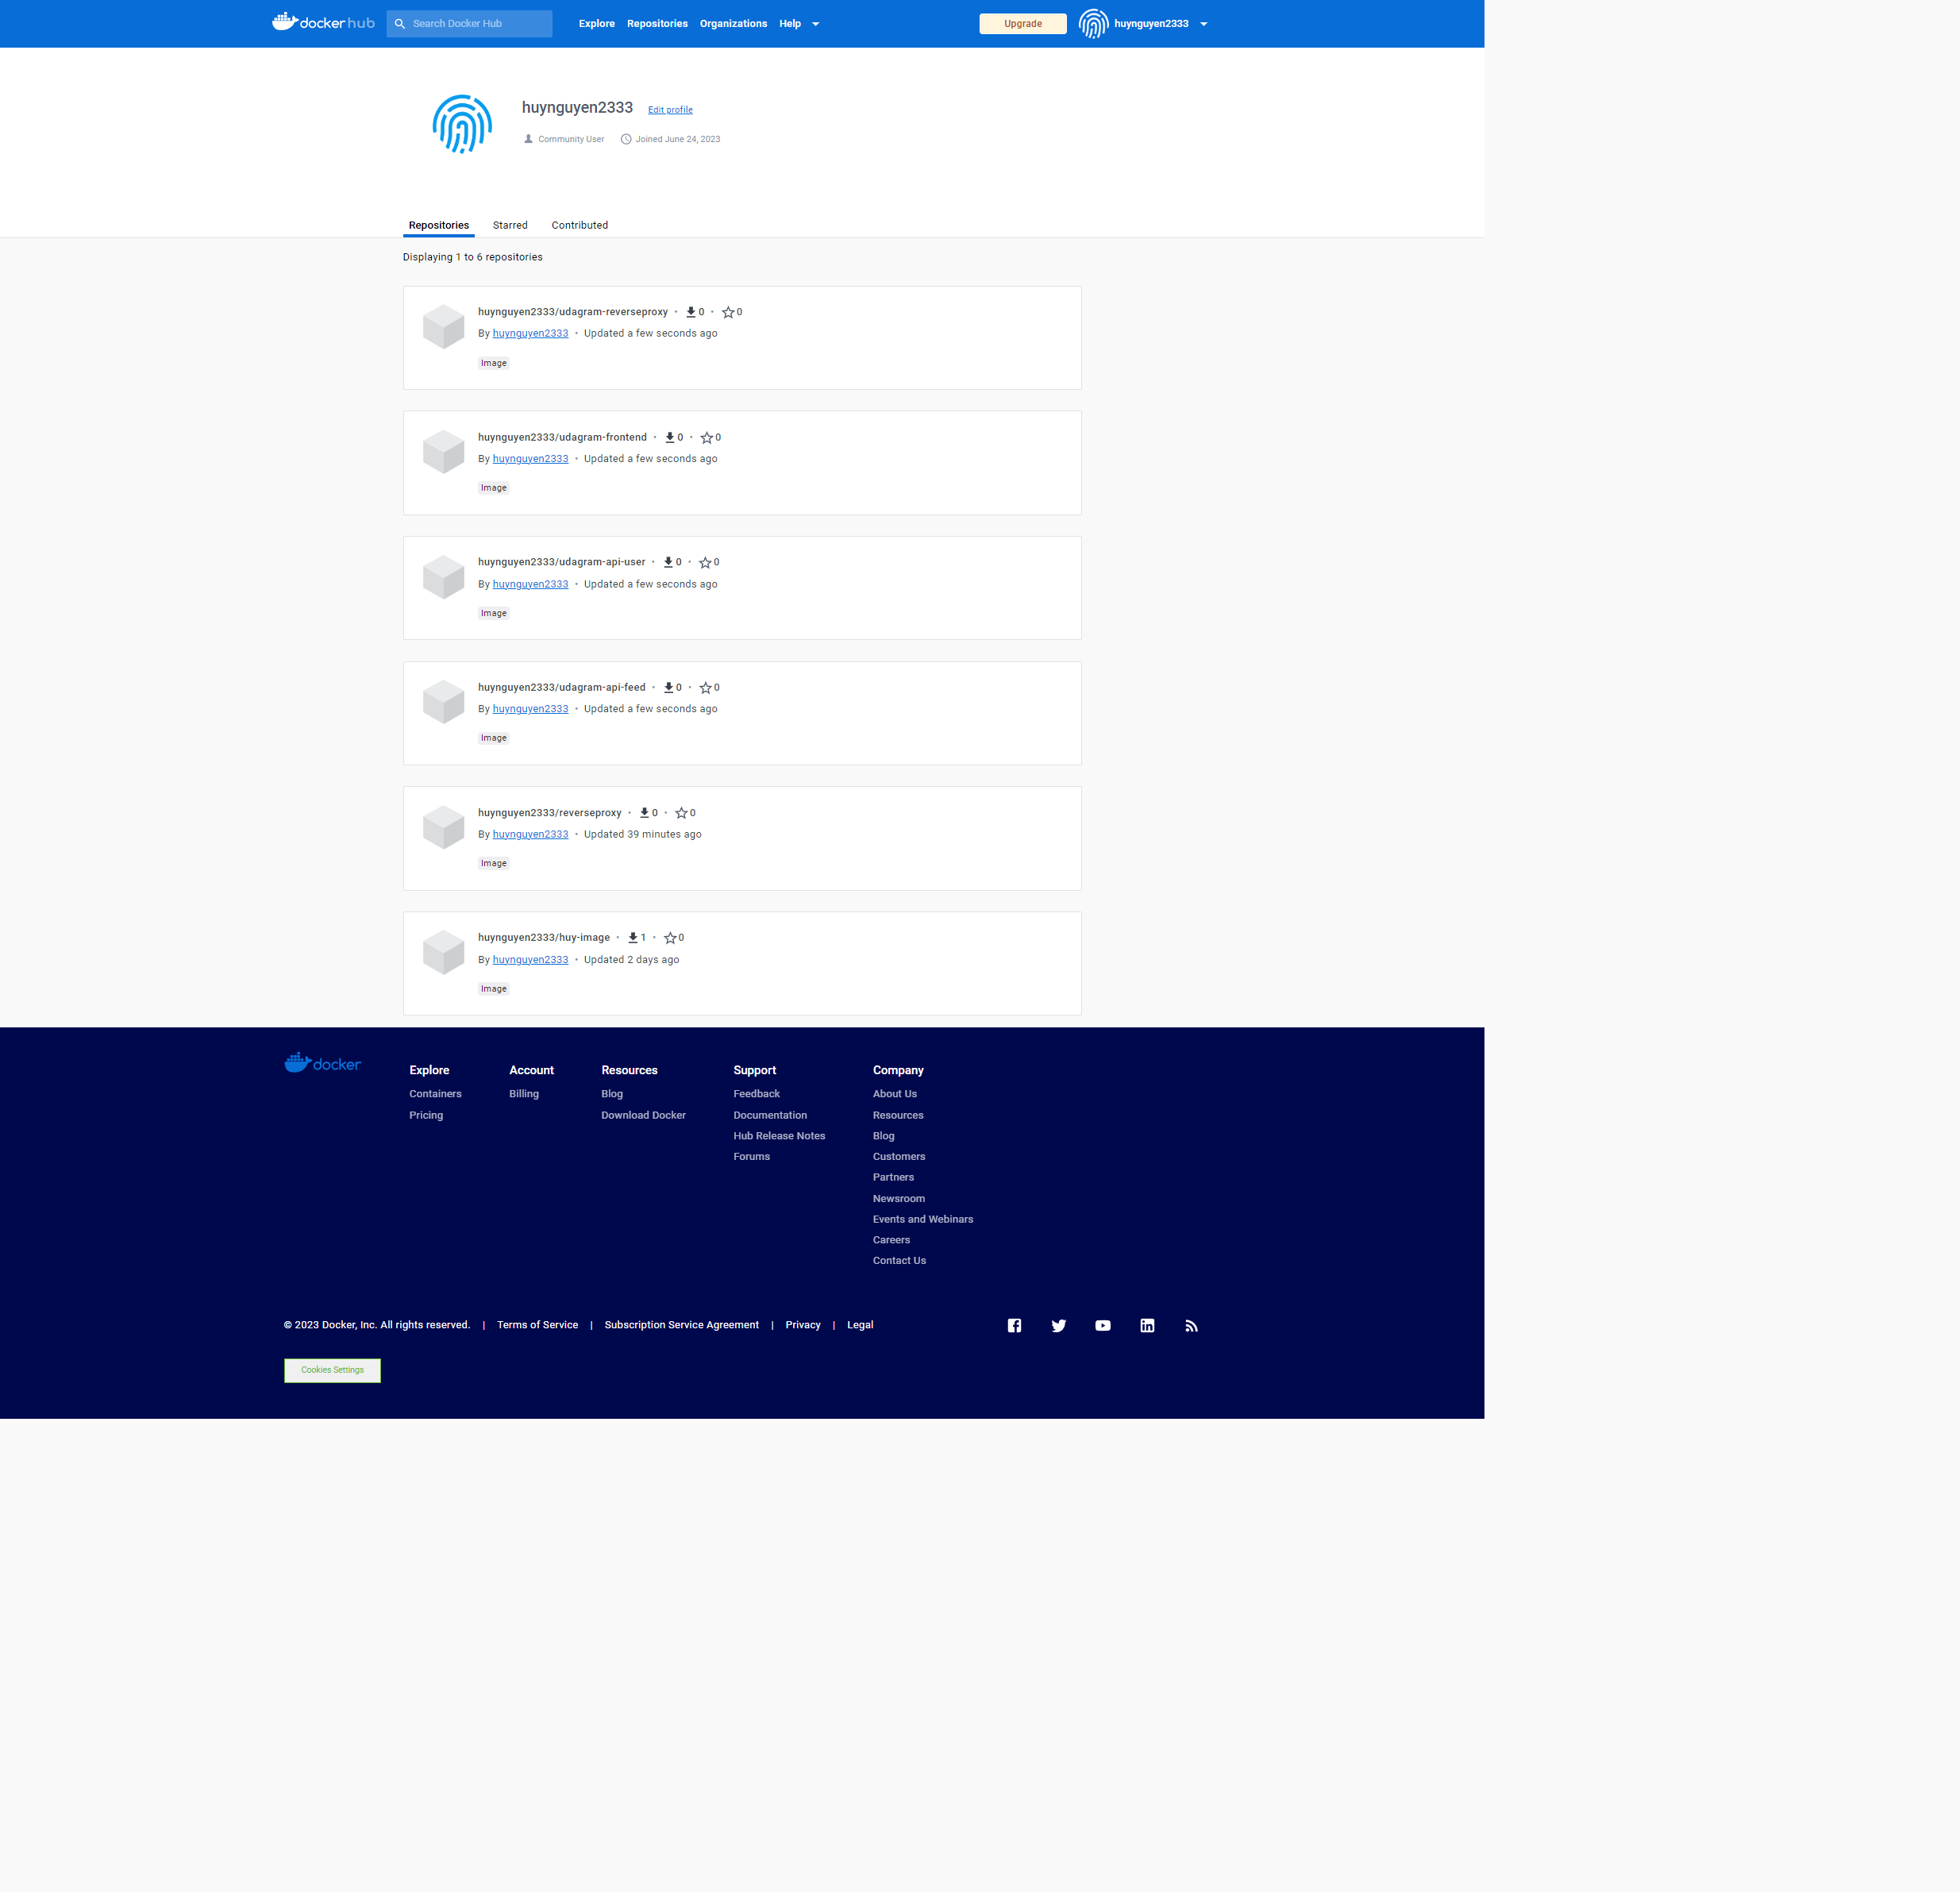 docker hub Search Docker Hub Explore Repositories Organizations Help Upgrade huynguyen2333
huynguyen2333 Edit profile
Community User Joined June 24, 2023
Repositories Starred Contributed
Displaying 1 to 6 repositories
huynguyen2333/udagram-reverseproxy • 0 • 0
By huynguyen2333 • Updated a few seconds ago
Image
huynguyen2333/udagram-frontend • 0 • 0
By huynguyen2333 • Updated a few seconds ago
Image
huynguyen2333/udagram-api-user • 0 • 0
By huynguyen2333 • Updated a few seconds ago
Image
huynguyen2333/udagram-api-feed • 0 • 0
By huynguyen2333 • Updated a few seconds ago
Image
huynguyen2333/reverseproxy • 0 • 0
By huynguyen2333 • Updated 39 minutes ago
Image
huynguyen2333/huy-image • 1 • 0
By huynguyen2333 • Updated 2 days ago
Image
docker
Explore
Containers
Pricing
Account
Billing
Resources
Blog
Download Docker
Support
Feedback
Documentation
Hub Release Notes
Forums
Company
About Us
Resources
Blog
Customers
Partners
Newsroom
Events and Webinars
Careers
Contact Us
© 2023 Docker, Inc. All rights reserved. | Terms of Service | Subscription Service Agreement | Privacy | Legal
Cookies Settings